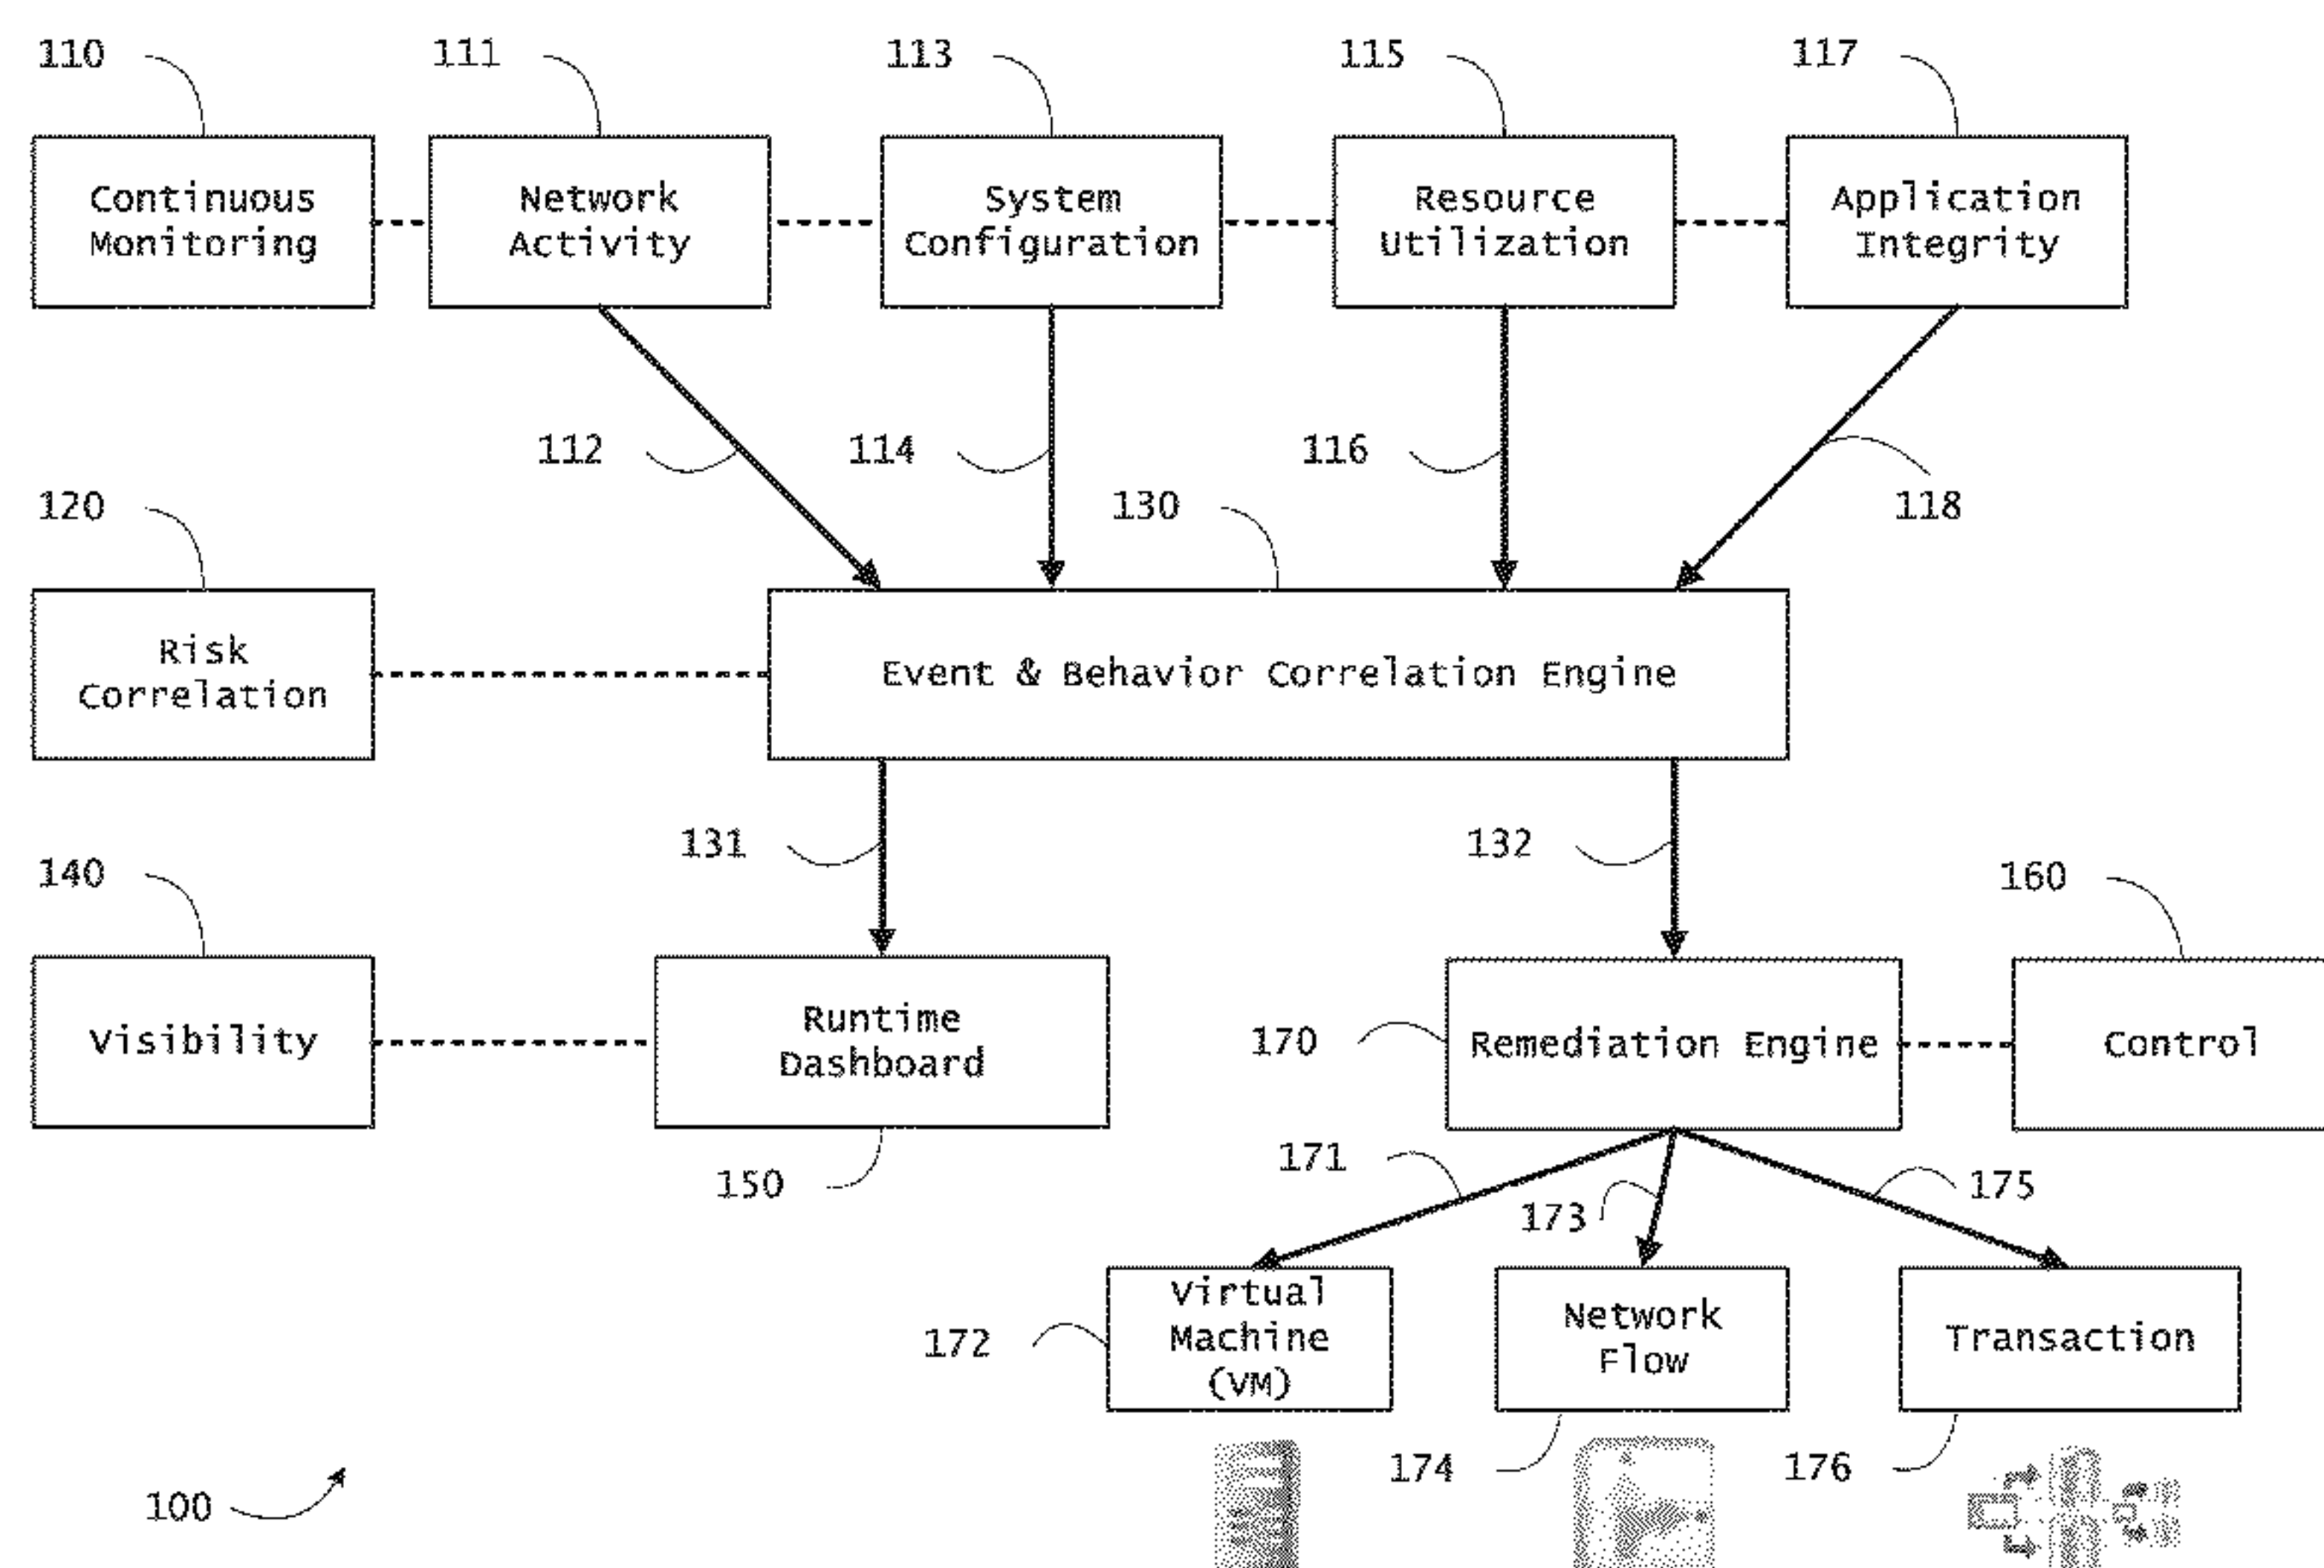 110
111
113
115
117
Continuous
Monitoring
Network
Activity
System
Configuration
Resource
Utilization
Application
Integrity
112
114
116
118
120
130
Risk
Correlation
Event & Behavior Correlation Engine
131
132
140
160
Visibility
Runtime
Dashboard
170
Remediation Engine
Control
150
171
173
175
172
Virtual
Machine
(VM)
Network
Flow
Transaction
174
176
100